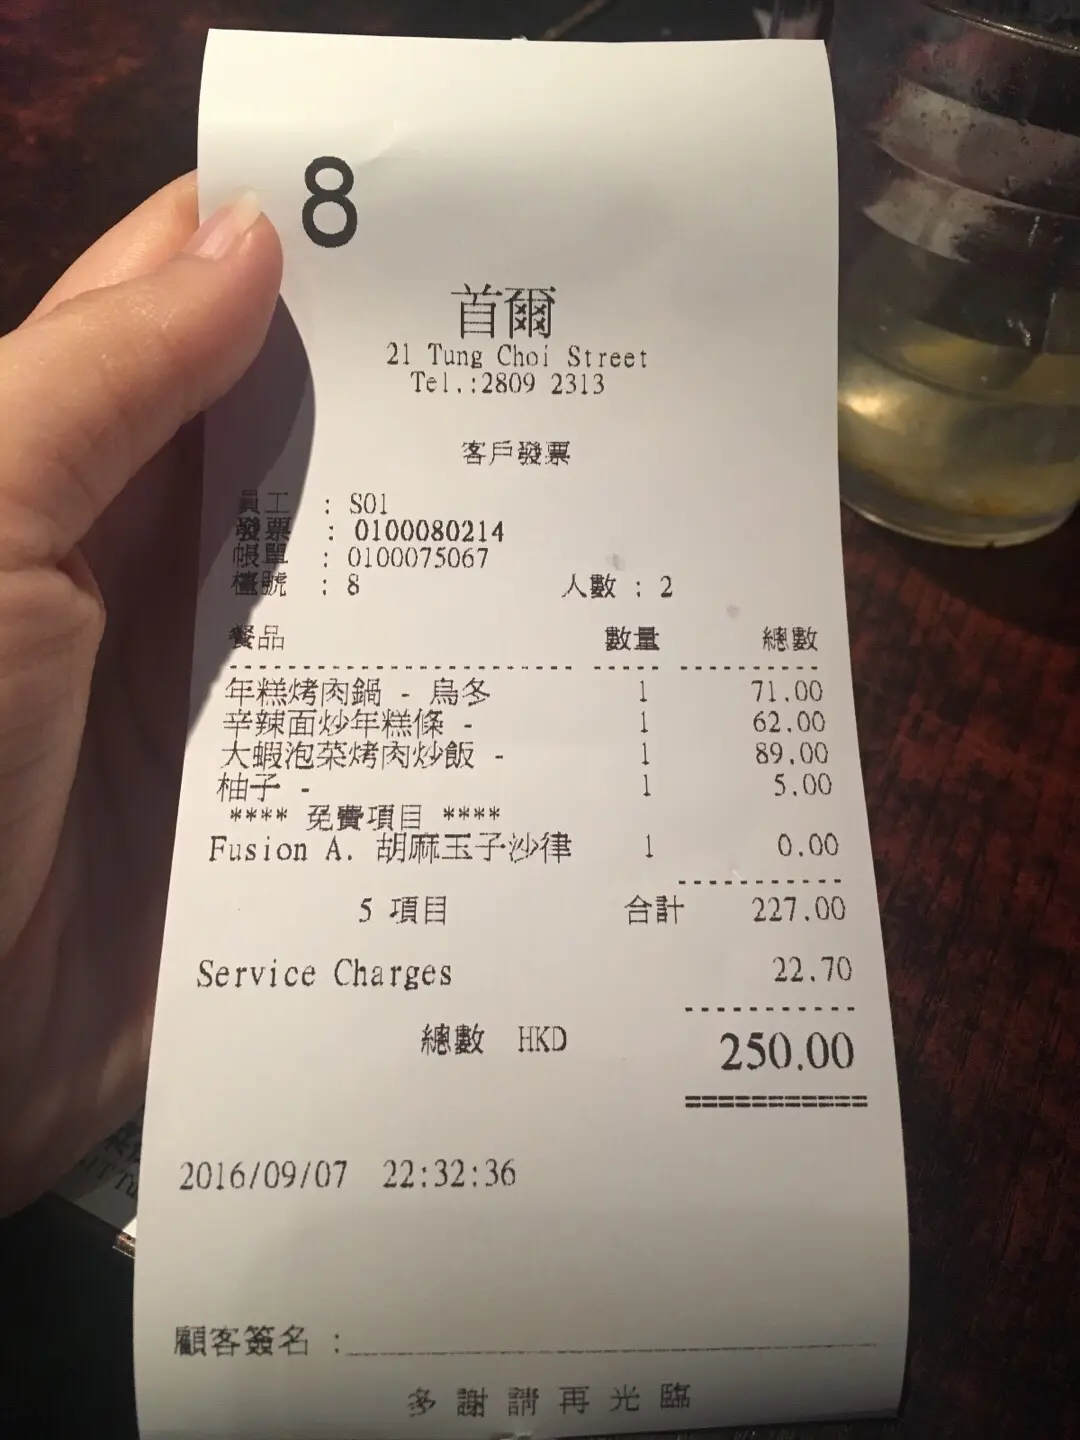 8
首爾
21 Tung Choi Street
Tel.:2809 2313
客戶發票
員工 : S01
發票 : 0100080214
帳單 : 0100075067
檯號 : 8 人數 : 2
餐品 數量 總數
年糕烤肉鍋 - 烏冬 1 71.00
辛辣面炒年糕條 - 1 62.00
大蝦泡菜烤肉炒飯 - 1 89.00
柚子 - 1 5.00
**** 免費項目 ****
Fusion A. 胡麻玉子沙律 1 0.00
5 項目 合計 227.00
Service Charges 22.70
總數 HKD 250.00
2016/09/07 22:32:36
顧客簽名 :
多謝請再光臨